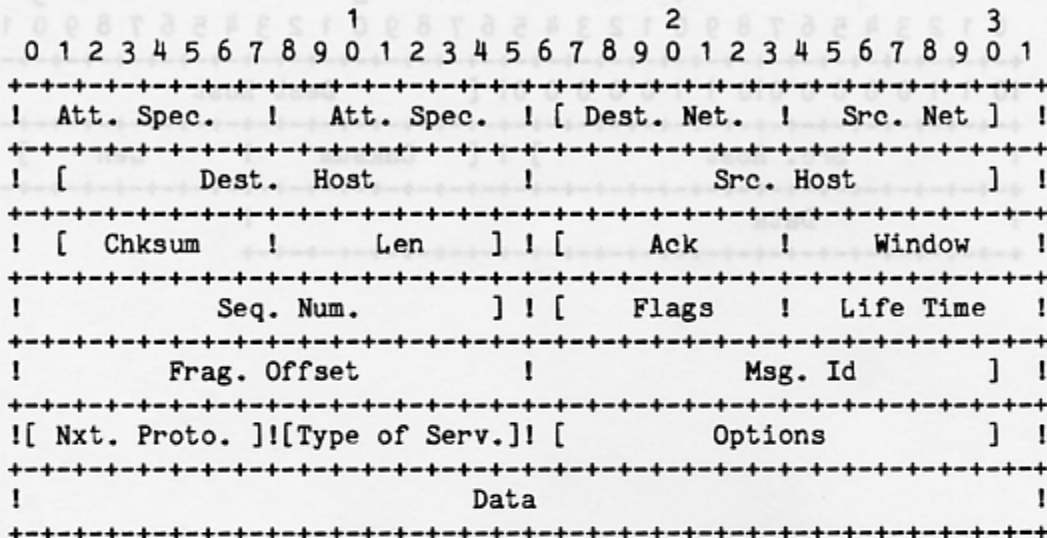 1 2 3
0 1 2 3 4 5 6 7 8 9 0 1 2 3 4 5 6 7 8 9 0 1 2 3 4 5 6 7 8 9 0 1
+-+-+-+-+-+-+-+-+-+-+-+-+-+-+-+-+-+-+-+-+-+-+-+-+-+-+-+-+-+-+-+-+
! Att. Spec. ! Att. Spec. ! [ Dest. Net. ! Src. Net ] !
+-+-+-+-+-+-+-+-+-+-+-+-+-+-+-+-+-+-+-+-+-+-+-+-+-+-+-+-+-+-+-+-+
! [ Dest. Host ! Src. Host ] !
+-+-+-+-+-+-+-+-+-+-+-+-+-+-+-+-+-+-+-+-+-+-+-+-+-+-+-+-+-+-+-+-+
! [ Chksum ! Len ] ! [ Ack ! Window !
+-+-+-+-+-+-+-+-+-+-+-+-+-+-+-+-+-+-+-+-+-+-+-+-+-+-+-+-+-+-+-+-+
! Seq. Num. ] ! [ Flags ! Life Time !
+-+-+-+-+-+-+-+-+-+-+-+-+-+-+-+-+-+-+-+-+-+-+-+-+-+-+-+-+-+-+-+-+
! Frag. Offset ! Msg. Id ] !
+-+-+-+-+-+-+-+-+-+-+-+-+-+-+-+-+-+-+-+-+-+-+-+-+-+-+-+-+-+-+-+-+
![ Nxt. Proto. ]![Type of Serv.]! [ Options ] !
+-+-+-+-+-+-+-+-+-+-+-+-+-+-+-+-+-+-+-+-+-+-+-+-+-+-+-+-+-+-+-+-+
! Data !
+-+-+-+-+-+-+-+-+-+-+-+-+-+-+-+-+-+-+-+-+-+-+-+-+-+-+-+-+-+-+-+-+